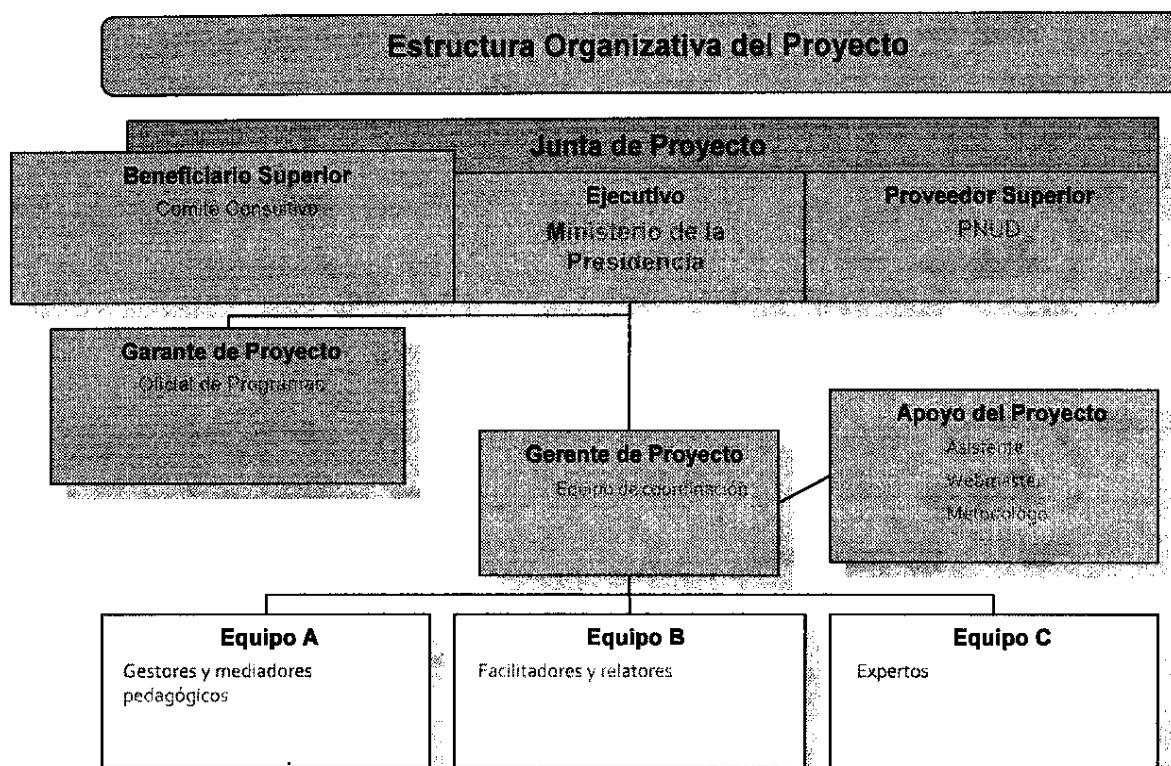 Estructura Organizativa del Proyecto
Junta de Proyecto
Beneficiario Superior
Comité Consultivo
Ejecutivo
Ministerio de la
Presidencia
Proveedor Superior
PNUD
Garante de Proyecto
Oficial de Programas
Gerente de Proyecto
Equipo de coordinación
Apoyo del Proyecto
Asistente
Webmaster
Metodólogo
Equipo A
Gestores y mediadores
pedagógicos
Equipo B
Facilitadores y relatores
Equipo C
Expertos